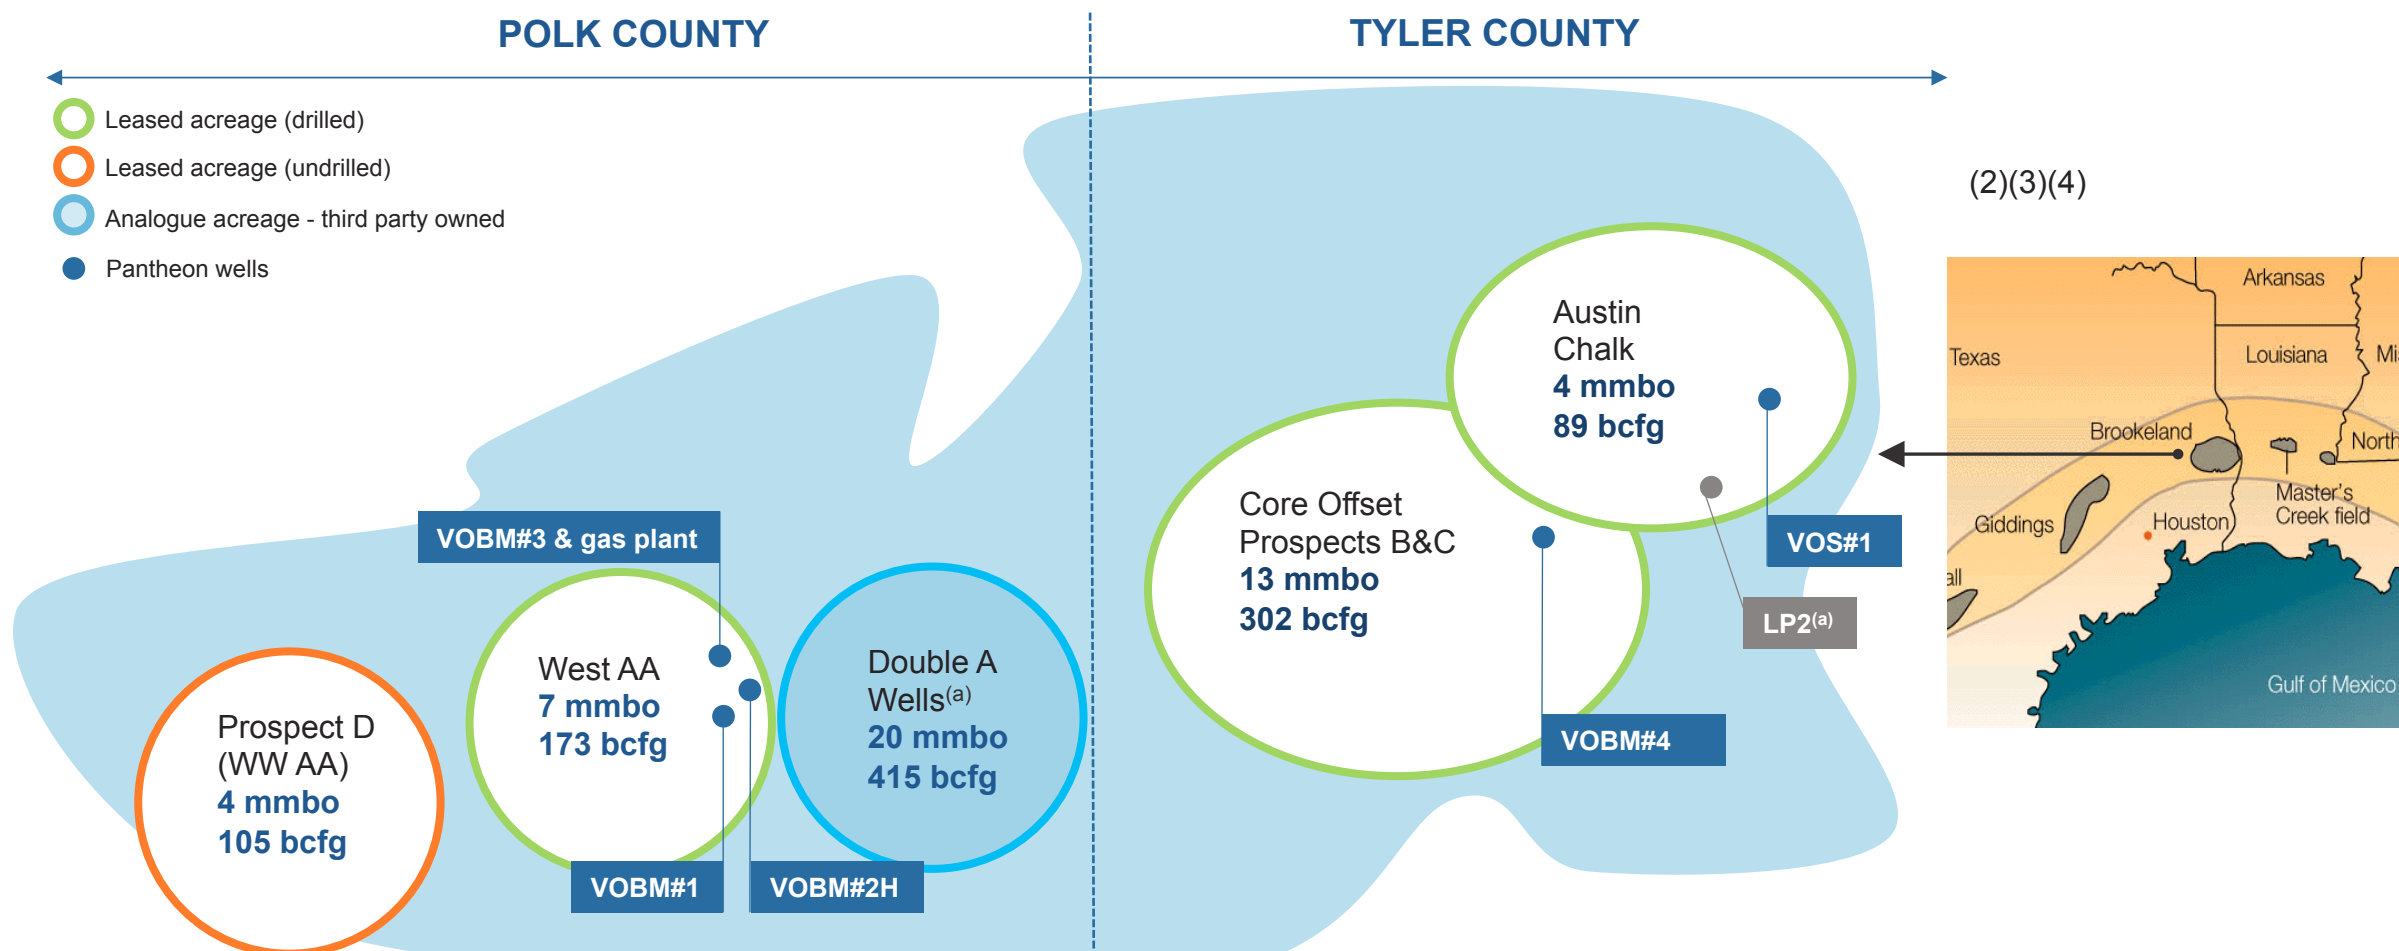 POLK COUNTY
TYLER COUNTY
Leased acreage (drilled)
Leased acreage (undrilled)
Analogue acreage - third party owned
Pantheon wells
(2)(3)(4)
Austin
Chalk
4 mmbo
89 bcfg
Core Offset
Prospects B&C
13 mmbo
302 bcfg
VOBM#3 & gas plant
VOS#1
LP2(a)
West AA
7 mmbo
173 bcfg
Double A
Wells(a)
20 mmbo
415 bcfg
Prospect D
(WW AA)
4 mmbo
105 bcfg
VOBM#4
VOBM#1
VOBM#2H
Arkansas
Texas
Louisiana
Mis
Brookeland
North
Master's
Creek field
Giddings
Houston
all
Gulf of Mexico